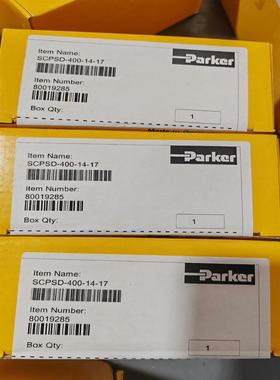 Item Name:
SCPSD-400-14-17
Parker
Item Number:
80019285
Box Qty:
1
Item Name:
SCPSD-400-14-17
Parker
Item Number:
80019285
Box Qty:
1
Item Name:
SCPSD-400-14-17
Parker
Item Number:
80019285
Box Qty:
1